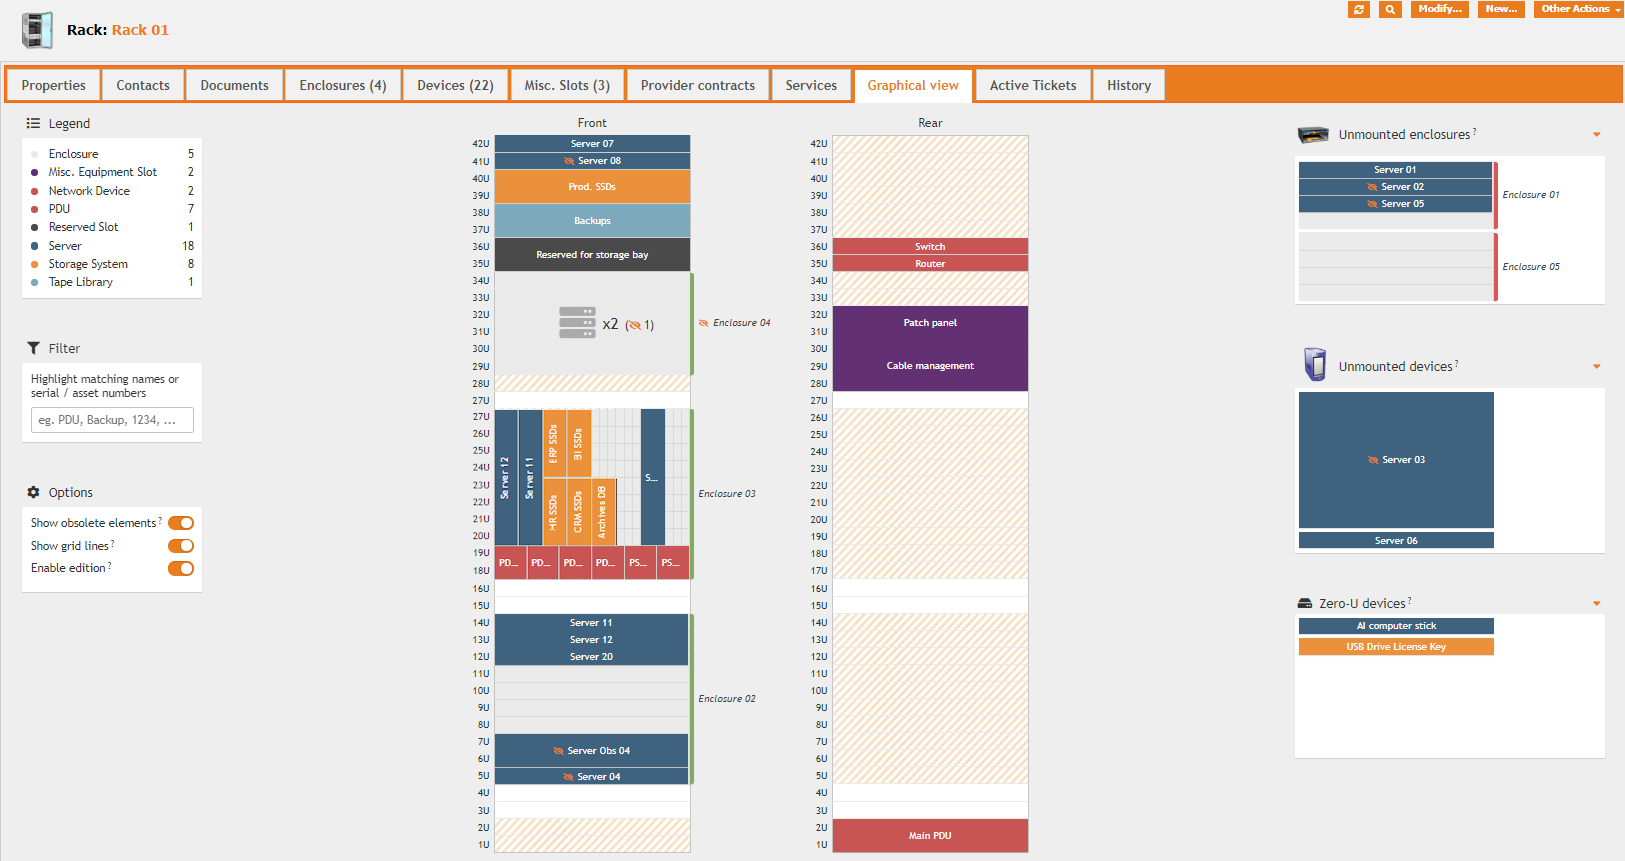 Rack: Rack 01
Modify...
New...
Other Actions
Properties
Contacts
Documents
Enclosures (4)
Devices (22)
Misc. Slots (3)
Provider contracts
Services
Graphical view
Active Tickets
History
Legend
Enclosure 5
Misc. Equipment Slot 2
Network Device 2
PDU 7
Reserved Slot 1
Server 18
Storage System 8
Tape Library 1
Filter
Highlight matching names or
serial / asset numbers
eg. PDU, Backup, 1234, ...
Options
Show obsolete elements?
Show grid lines?
Enable edition?
Front
42U Server 07
41U Server 08
40U
Prod. SSDs
39U
38U
Backups
37U
36U
Reserved for storage bay
35U
34U
33U
32U
x2 (1) Enclosure 04
31U
30U
29U
28U
27U
27U
26U
25U
24U
23U
22U
21U
20U
19U
18U
Server 12
Server 11
ERP SSDs
BI SSDs
HR SSDs
CRM SSDs
Archives DB
S...
Enclosure 03
PD...
PD...
PD...
PD...
PS...
PS...
16U
15U
14U Server 11
13U Server 12
12U Server 20
11U
10U
9U
Enclosure 02
8U
7U
Server Obs 04
6U
5U Server 04
4U
3U
2U
1U
Rear
42U
41U
40U
39U
38U
37U
36U Switch
35U Router
34U
33U
32U
Patch panel
31U
30U
29U Cable management
28U
27U
26U
25U
24U
23U
22U
21U
20U
19U
18U
17U
16U
15U
14U
13U
12U
11U
10U
9U
8U
7U
6U
5U
4U
3U
2U
Main PDU
1U
Unmounted enclosures?
Server 01
Server 02
Server 05
Enclosure 01
Enclosure 05
Unmounted devices?
Server 03
Server 06
Zero-U devices?
AI computer stick
USB Drive License Key